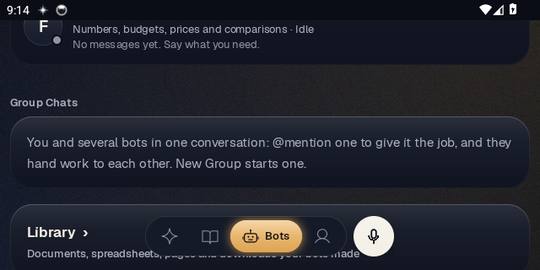 9:14
F
Numbers, budgets, prices and comparisons · Idle
No messages yet. Say what you need.
Group Chats
You and several bots in one conversation: @mention one to give it the job, and they
hand work to each other. New Group starts one.
Library ›
Bots
Documents, spreadsheets, pages and downloads your bots made